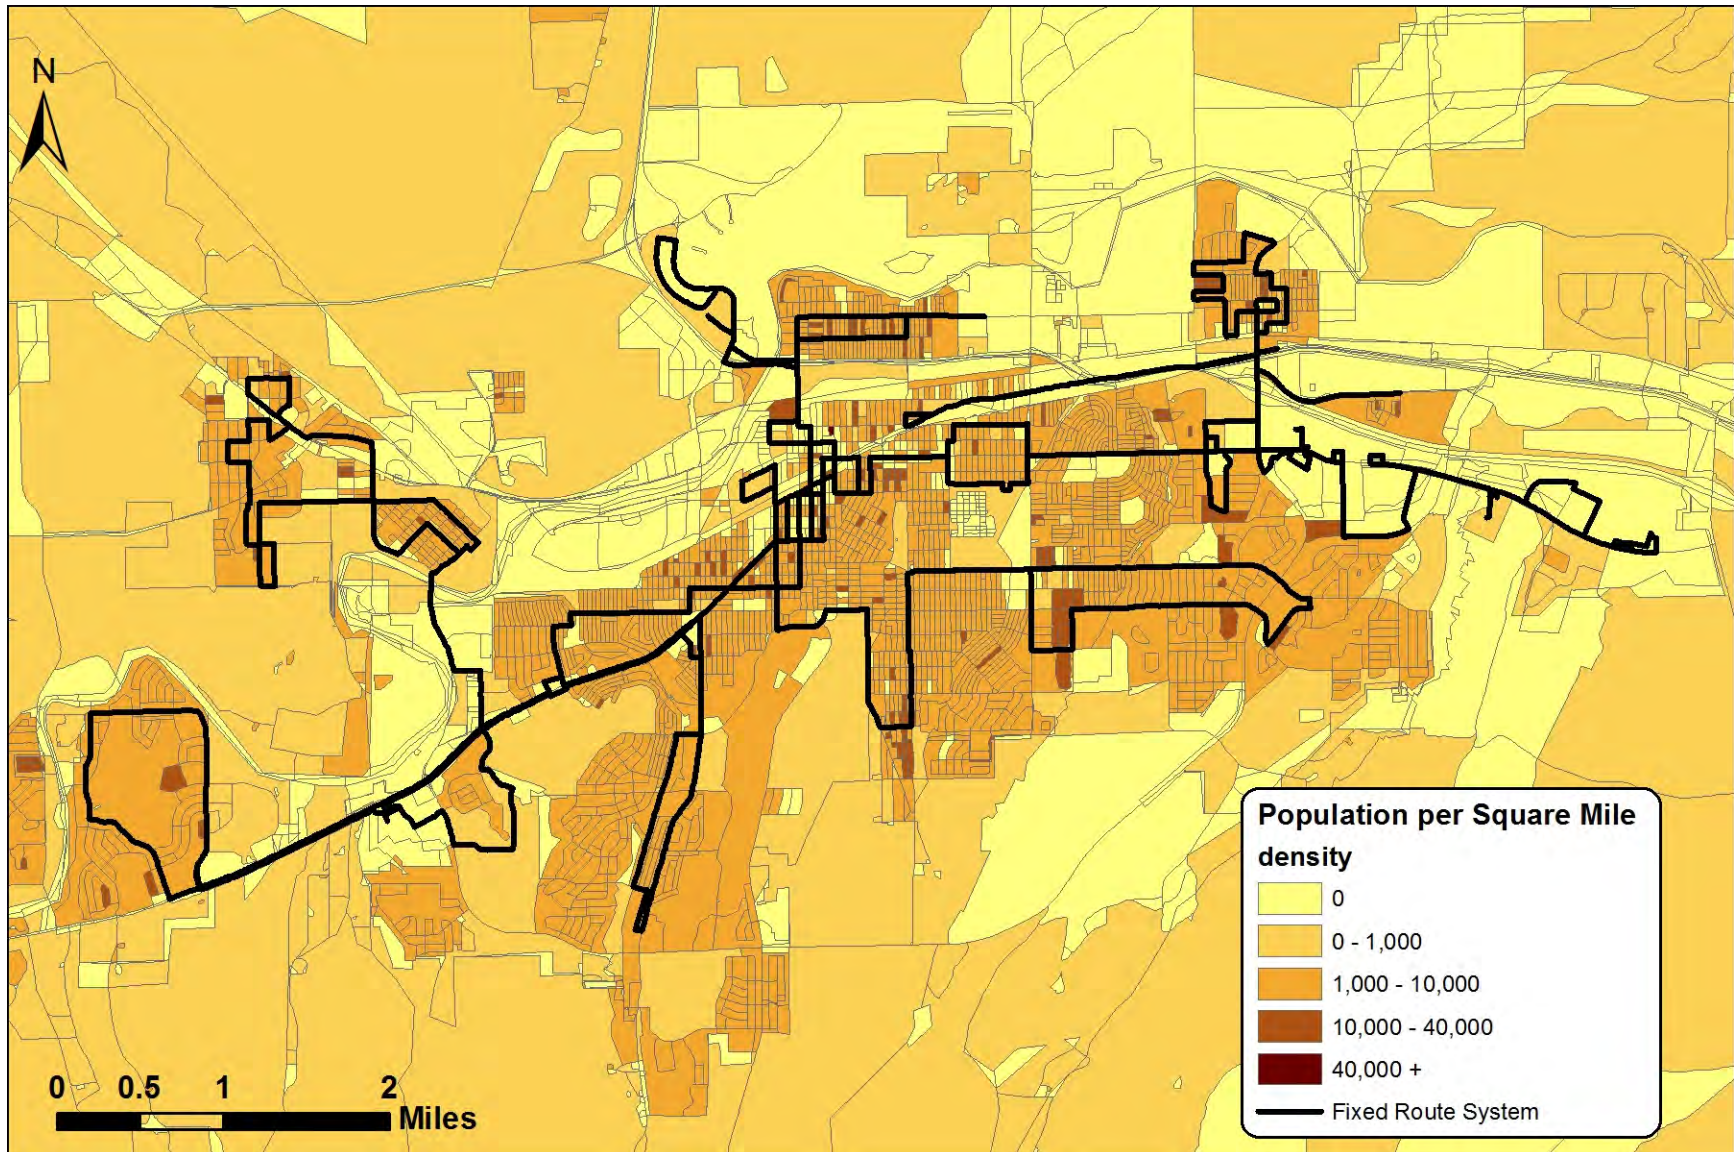 N
Population per Square Mile
density
0
0 - 1,000
1,000 - 10,000
10,000 - 40,000
40,000 +
Fixed Route System
0 0.5 1 2
Miles